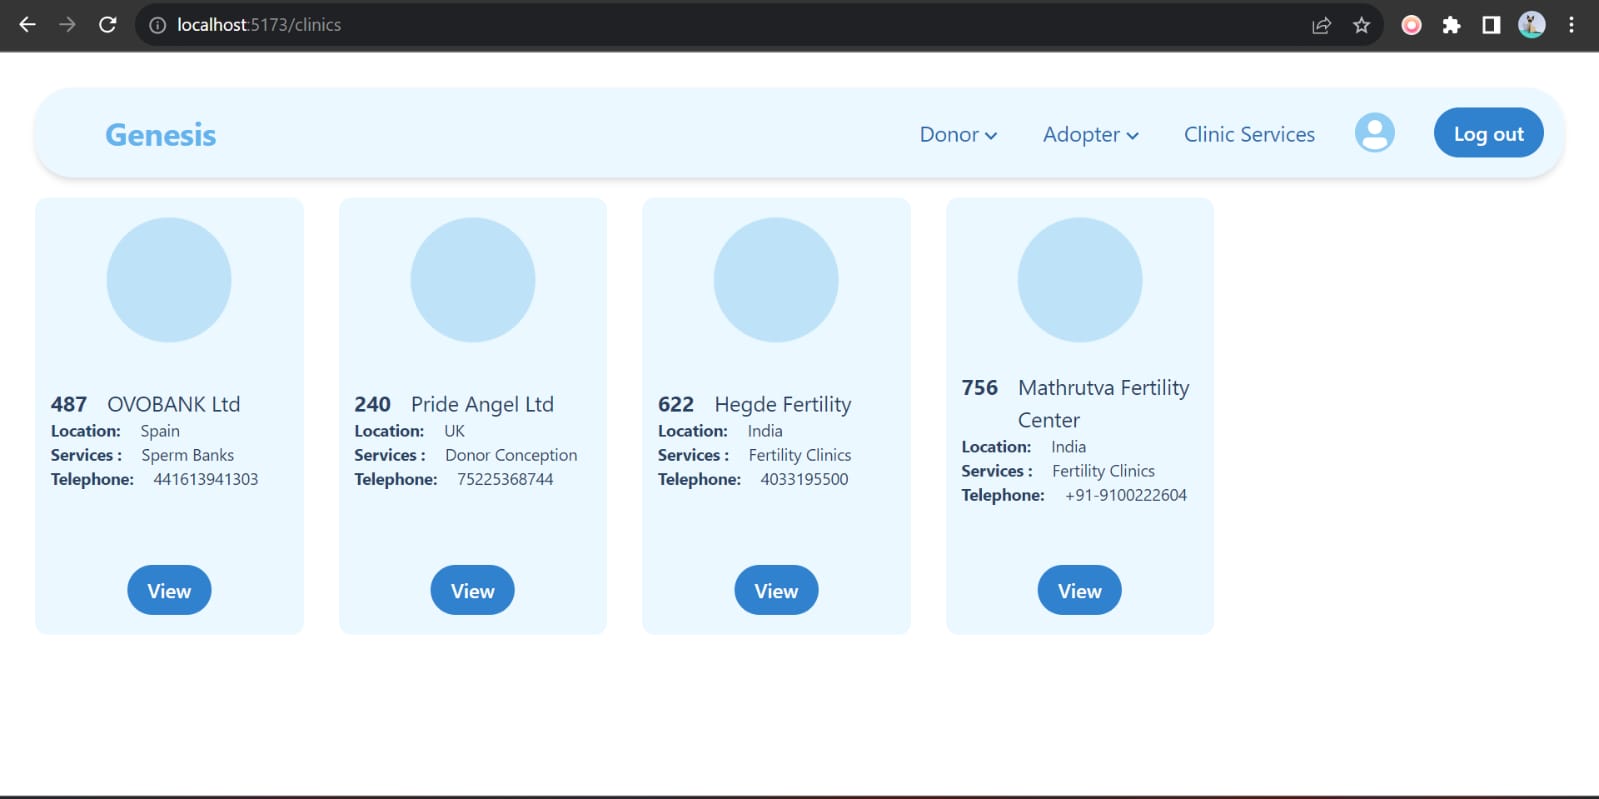 localhost:5173/clinics
Genesis
Donor
Adopter
Clinic Services
Log out
487 OVOBANK Ltd
Location: Spain
Services : Sperm Banks
Telephone: 441613941303
View
240 Pride Angel Ltd
Location: UK
Services : Donor Conception
Telephone: 75225368744
View
622 Hegde Fertility
Location: India
Services : Fertility Clinics
Telephone: 4033195500
View
756 Mathrutva Fertility
Center
Location: India
Services : Fertility Clinics
Telephone: +91-9100222604
View